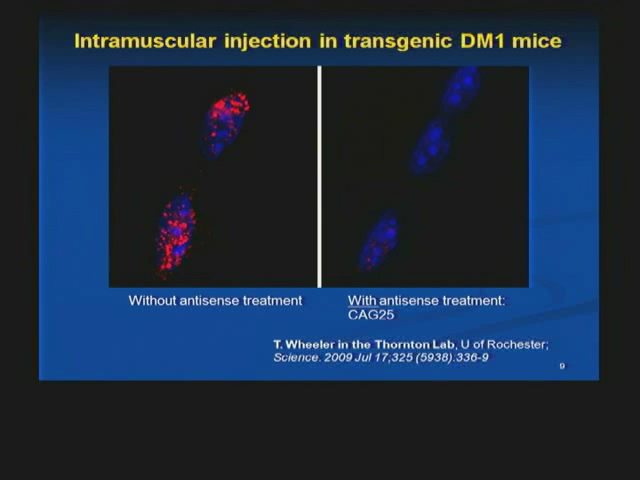 Intramuscular injection in transgenic DM1 mice
Without antisense treatment
With antisense treatment:
CAG25
T. Wheeler in the Thornton Lab, U of Rochester;
Science. 2009 Jul 17;325 (5938).336-9
9